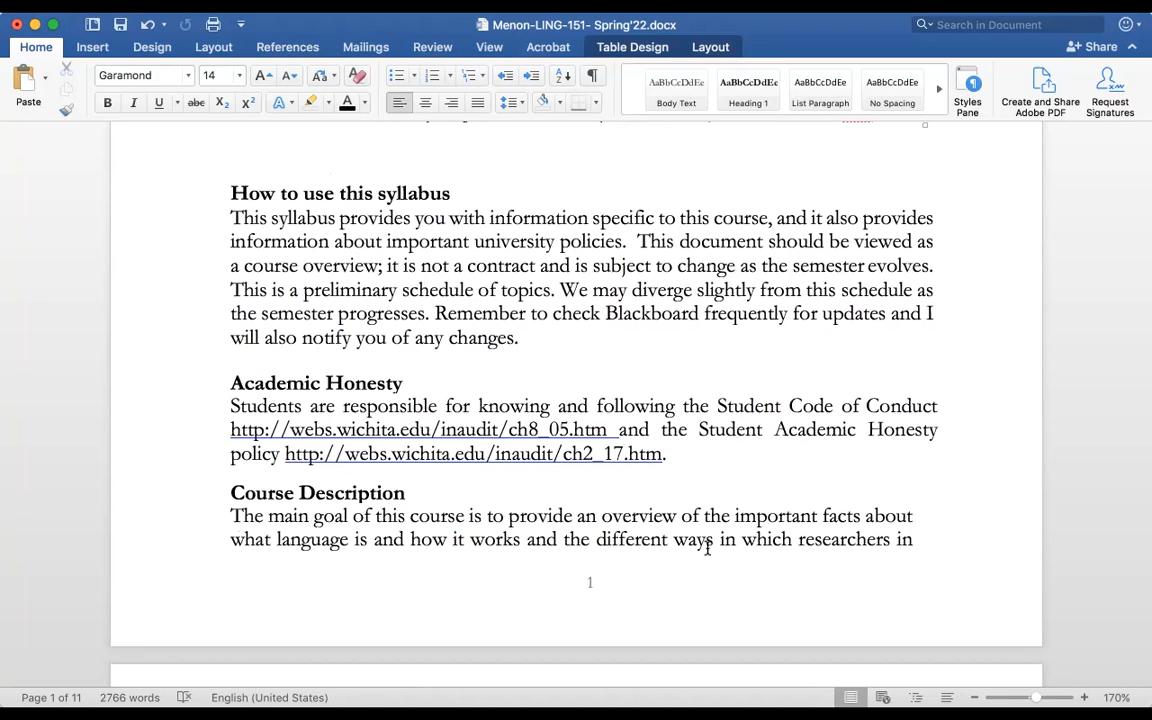 Menon-LING-151- Spring'22.docx
Search in Document
Home Insert Design Layout References Mailings Review View Acrobat Table Design Layout Share
Garamond 14
Paste
AaBbCcDdEe AaBbCcDdEe AaBbCcDdEe AaBbCcDdEe
Body Text Heading 1 List Paragraph No Spacing
Styles Pane
Create and Share Adobe PDF
Request Signatures
How to use this syllabus
This syllabus provides you with information specific to this course, and it also provides
information about important university policies. This document should be viewed as
a course overview; it is not a contract and is subject to change as the semester evolves.
This is a preliminary schedule of topics. We may diverge slightly from this schedule as
the semester progresses. Remember to check Blackboard frequently for updates and I
will also notify you of any changes.
Academic Honesty
Students are responsible for knowing and following the Student Code of Conduct
http://webs.wichita.edu/inaudit/ch8_05.htm and the Student Academic Honesty
policy http://webs.wichita.edu/inaudit/ch2_17.htm.
Course Description
The main goal of this course is to provide an overview of the important facts about
what language is and how it works and the different ways in which researchers in
1
Page 1 of 11 2766 words English (United States) 170%